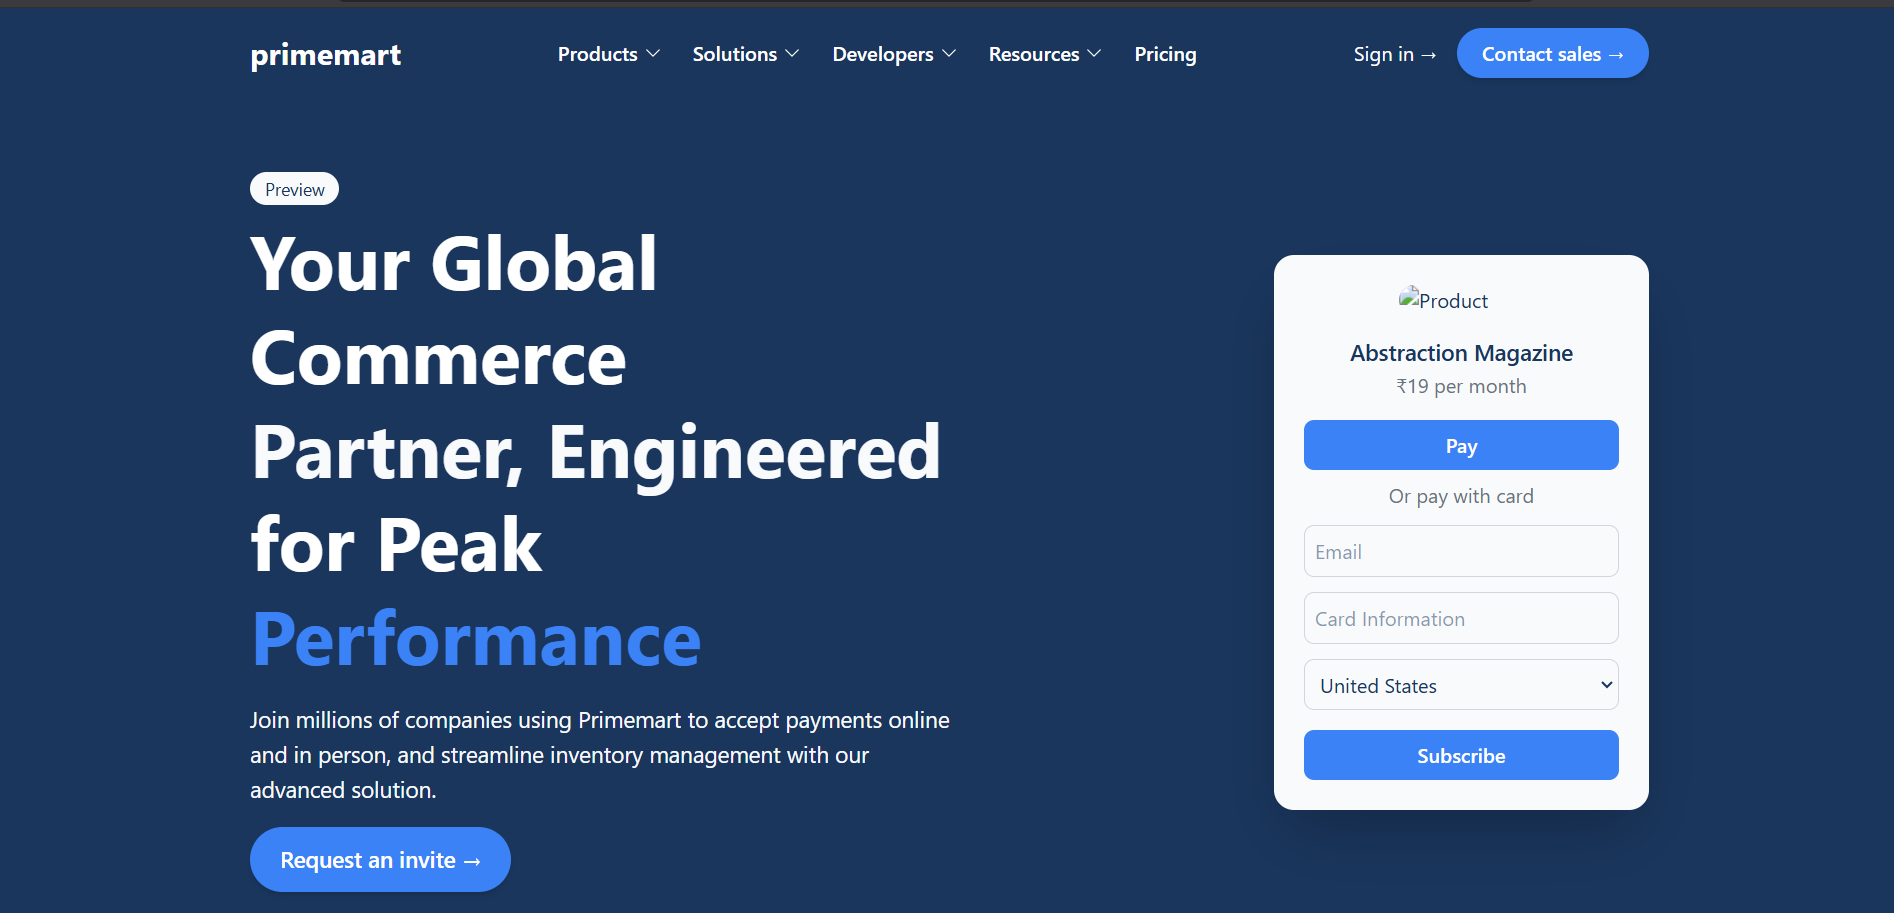 primemart
Products
Solutions
Developers
Resources
Pricing
Sign in →
Contact sales →
Preview
Your Global
Commerce
Partner, Engineered
for Peak
Performance
Join millions of companies using Primemart to accept payments online
and in person, and streamline inventory management with our
advanced solution.
Request an invite →
Product
Abstraction Magazine
₹19 per month
Pay
Or pay with card
Email
Card Information
United States
Subscribe